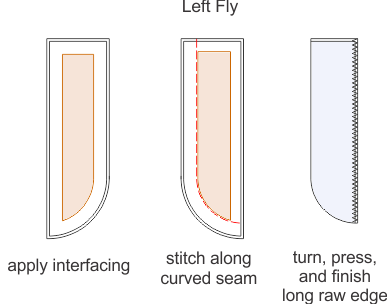 Left Fly
apply interfacing
stitch along
curved seam
turn, press,
and finish
long raw edge